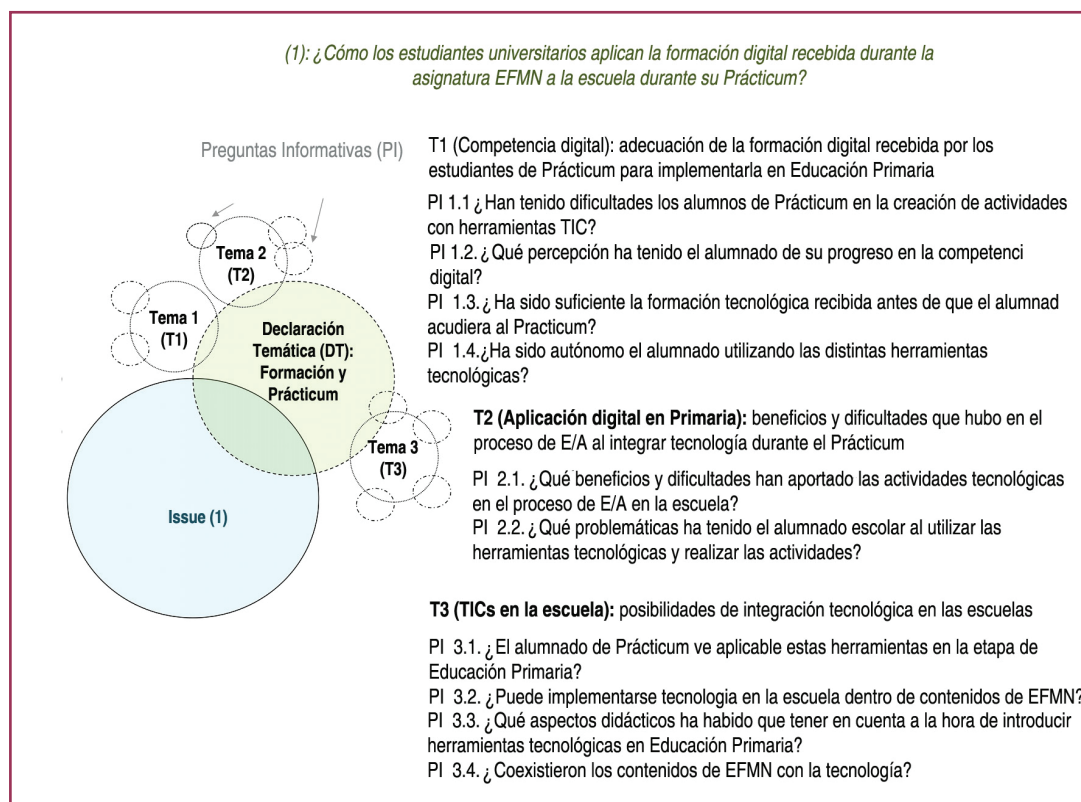 (1): ¿Cómo los estudiantes universitarios aplican la formación digital recebida durante la
asignatura EFMN a la escuela durante su Prácticum?
Preguntas Informativas (PI)
Tema 2
(T2)
Tema 1
(T1)
Declaración
Temática (DT):
Formación y
Prácticum
Tema 3
(T3)
Issue (1)
T1 (Competencia digital): adecuación de la formación digital recebida por los
estudiantes de Prácticum para implementarla en Educación Primaria
PI 1.1 ¿Han tenido dificultades los alumnos de Prácticum en la creación de actividades
con herramientas TIC?
PI 1.2. ¿Qué percepción ha tenido el alumnado de su progreso en la competenci
digital?
PI 1.3. ¿Ha sido suficiente la formación tecnológica recibida antes de que el alumnad
acudiera al Practicum?
PI 1.4.¿Ha sido autónomo el alumnado utilizando las distintas herramientas
tecnológicas?
T2 (Aplicación digital en Primaria): beneficios y dificultades que hubo en el
proceso de E/A al integrar tecnología durante el Prácticum
PI 2.1. ¿Qué beneficios y dificultades han aportado las actividades tecnológicas
en el proceso de E/A en la escuela?
PI 2.2. ¿Qué problemáticas ha tenido el alumnado escolar al utilizar las
herramientas tecnológicas y realizar las actividades?
T3 (TICs en la escuela): posibilidades de integración tecnológica en las escuelas
PI 3.1. ¿El alumnado de Prácticum ve aplicable estas herramientas en la etapa de
Educación Primaria?
PI 3.2. ¿Puede implementarse tecnologia en la escuela dentro de contenidos de EFMN?
PI 3.3. ¿Qué aspectos didácticos ha habido que tener en cuenta a la hora de introducir
herramientas tecnológicas en Educación Primaria?
PI 3.4. ¿Coexistieron los contenidos de EFMN con la tecnología?